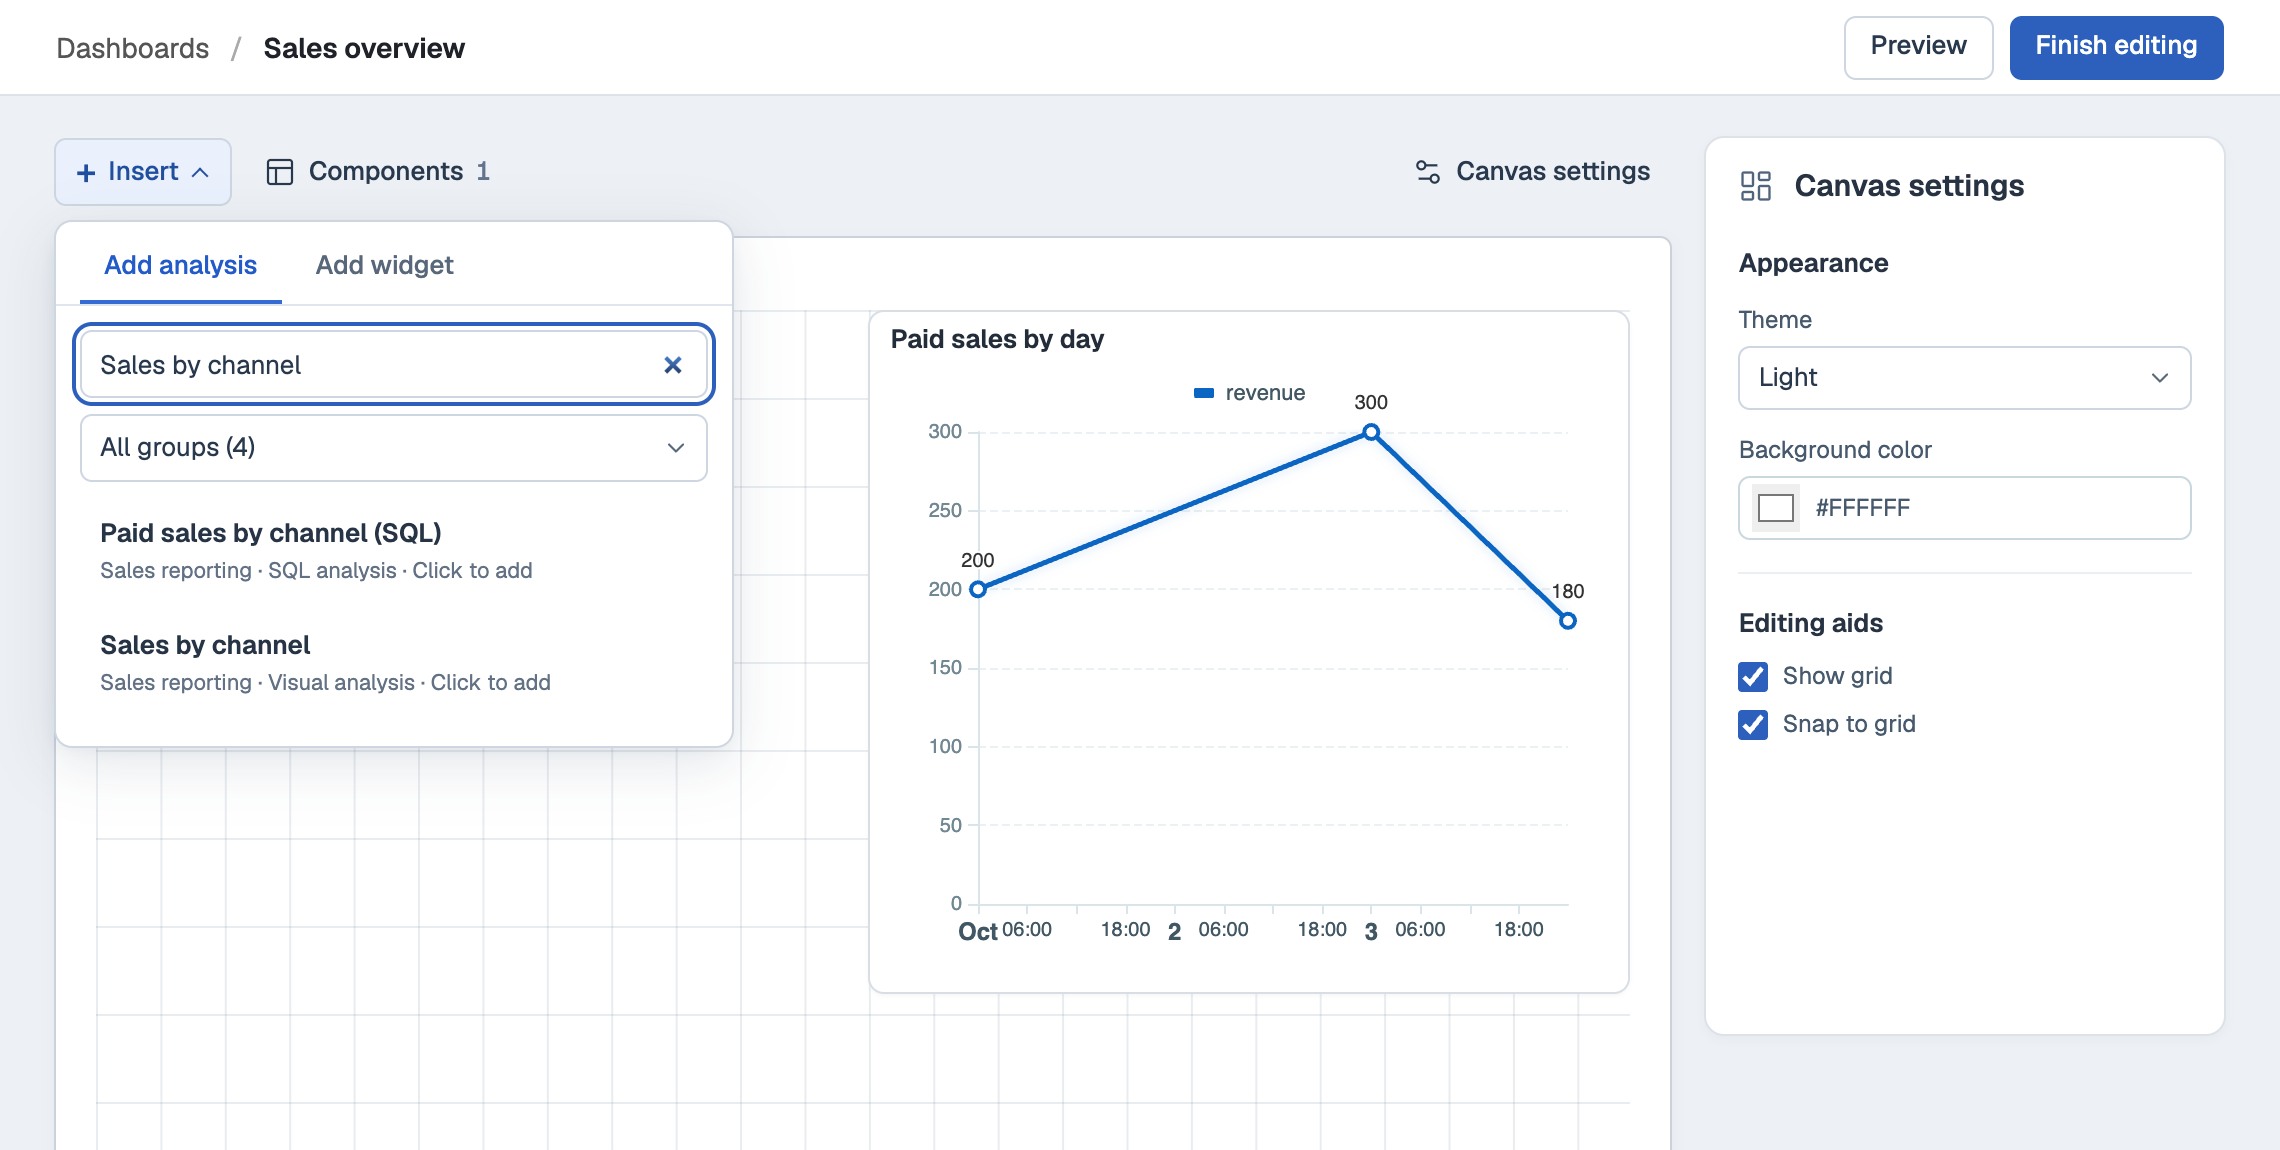 Dashboards / Sales overview
Preview
Finish editing
+ Insert
Components 1
Canvas settings
Add analysis
Add widget
Sales by channel
All groups (4)
Paid sales by channel (SQL)
Sales reporting · SQL analysis · Click to add
Sales by channel
Sales reporting · Visual analysis · Click to add
Paid sales by day
revenue
300
200
180
300
250
200
150
100
50
0
Oct 06:00 18:00 2 06:00 18:00 3 06:00 18:00
Canvas settings
Appearance
Theme
Light
Background color
#FFFFFF
Editing aids
Show grid
Snap to grid